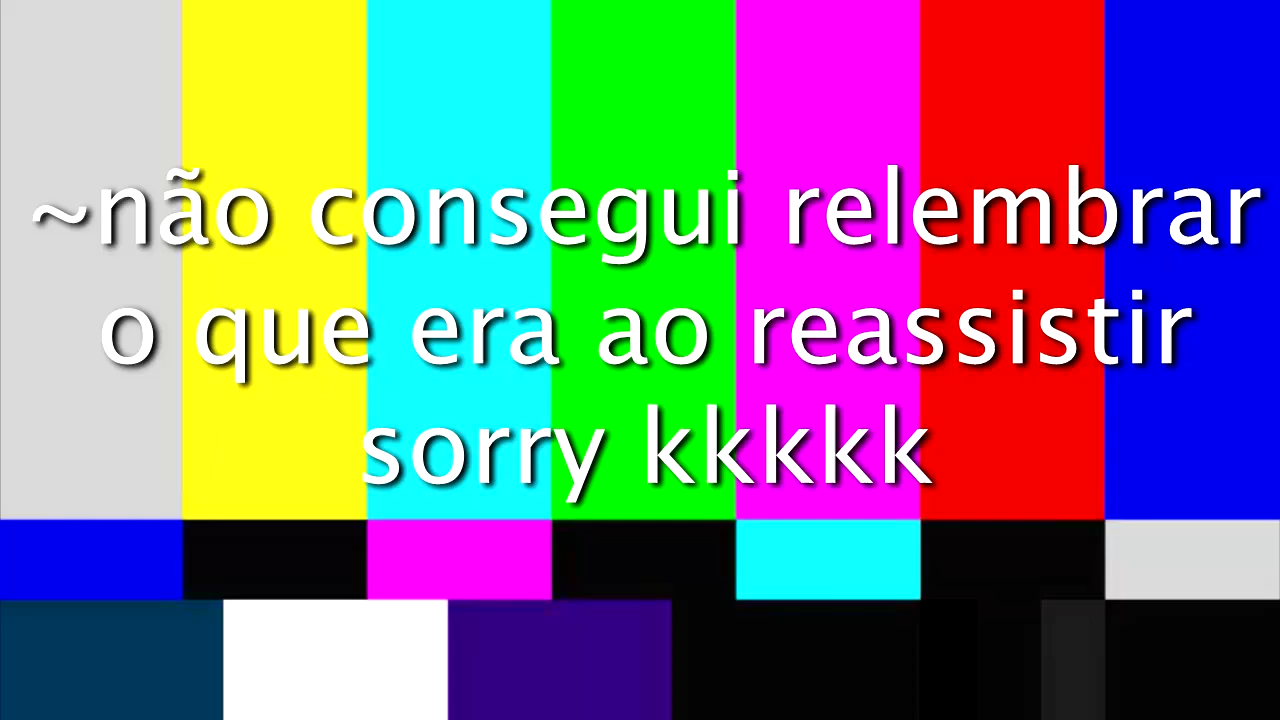 ~não consegui relembrar
o que era ao reassistir
sorry kkkkk